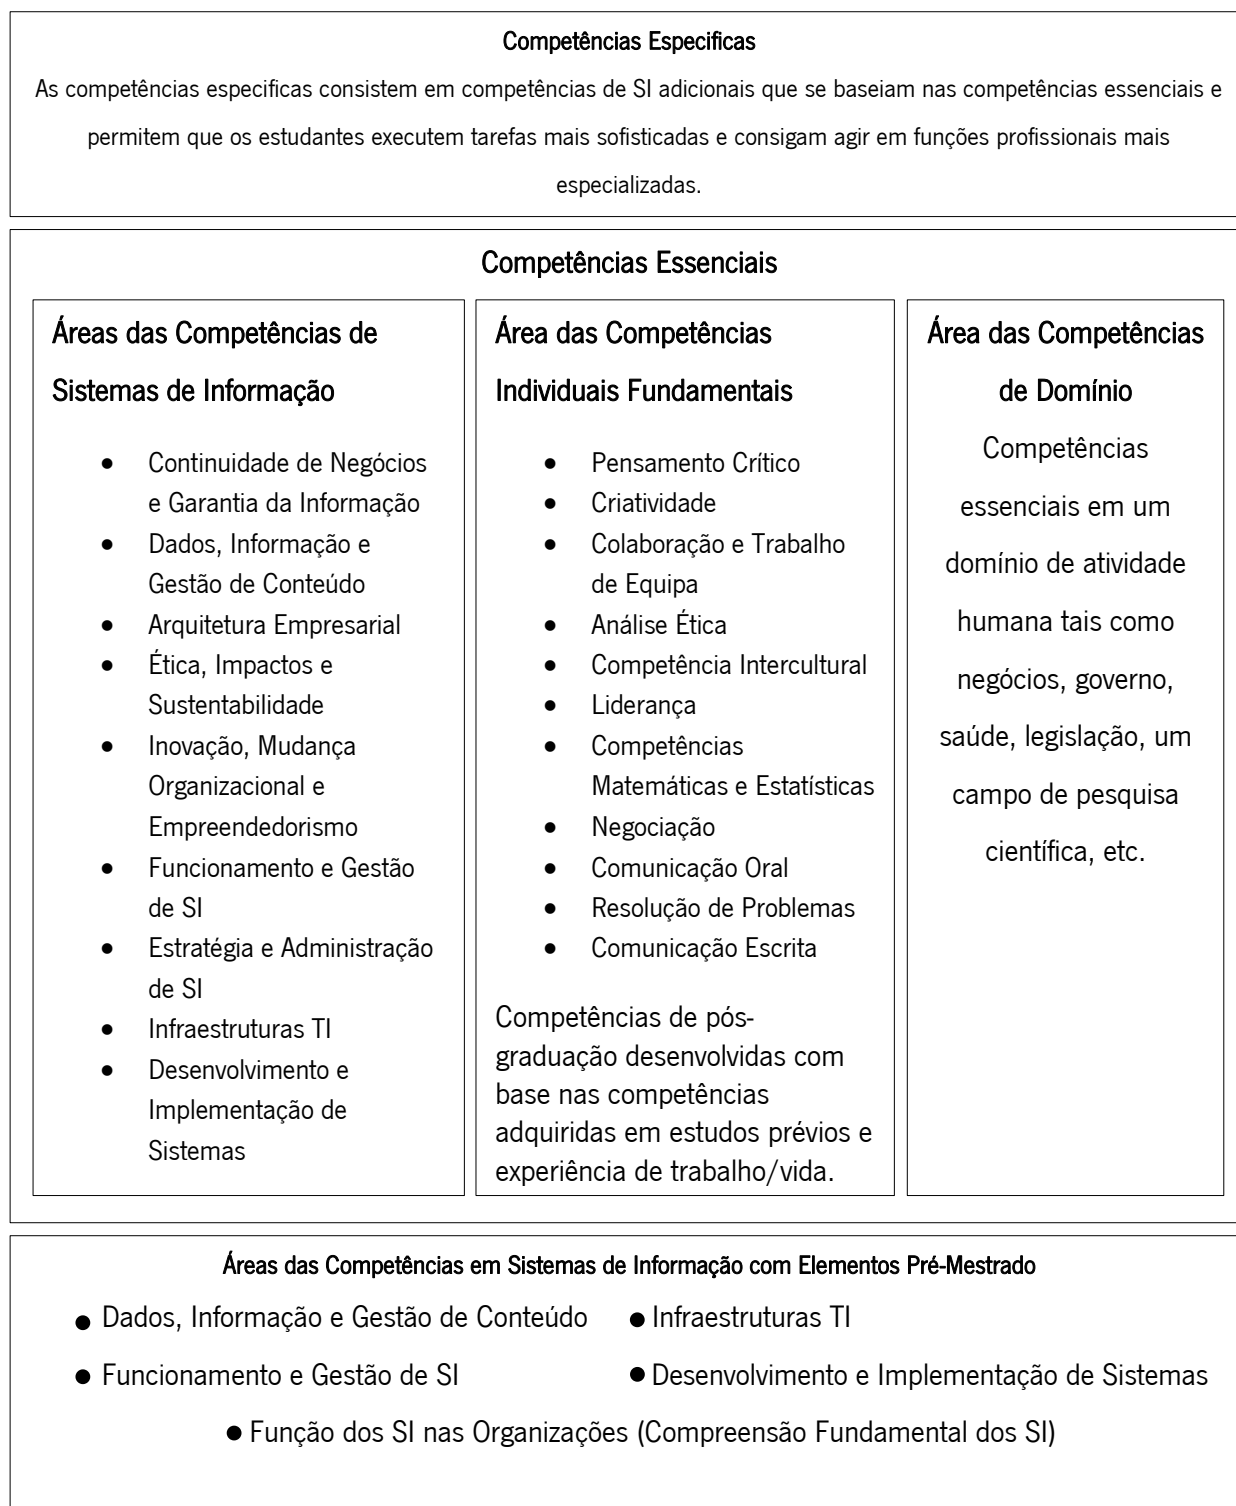 Competências Especificas
As competências especificas consistem em competências de SI adicionais que se baseiam nas competências essenciais e
permitem que os estudantes executem tarefas mais sofisticadas e consigam agir em funções profissionais mais
especializadas.
Competências Essenciais
Áreas das Competências de
Sistemas de Informação
• Continuidade de Negócios
e Garantia da Informação
• Dados, Informação e
Gestão de Conteúdo
• Arquitetura Empresarial
• Ética, Impactos e
Sustentabilidade
• Inovação, Mudança
Organizacional e
Empreendedorismo
• Funcionamento e Gestão
de SI
• Estratégia e Administração
de SI
• Infraestruturas TI
• Desenvolvimento e
Implementação de
Sistemas
Área das Competências
Individuais Fundamentais
• Pensamento Crítico
• Criatividade
• Colaboração e Trabalho
de Equipa
• Análise Ética
• Competência Intercultural
• Liderança
• Competências
Matemáticas e Estatísticas
• Negociação
• Comunicação Oral
• Resolução de Problemas
• Comunicação Escrita
Competências de pós-
graduação desenvolvidas com
base nas competências
adquiridas em estudos prévios e
experiência de trabalho/vida.
Área das Competências
de Domínio
Competências
essenciais em um
domínio de atividade
humana tais como
negócios, governo,
saúde, legislação, um
campo de pesquisa
científica, etc.
Áreas das Competências em Sistemas de Informação com Elementos Pré-Mestrado
• Dados, Informação e Gestão de Conteúdo • Infraestruturas TI
• Funcionamento e Gestão de SI • Desenvolvimento e Implementação de Sistemas
• Função dos SI nas Organizações (Compreensão Fundamental dos SI)